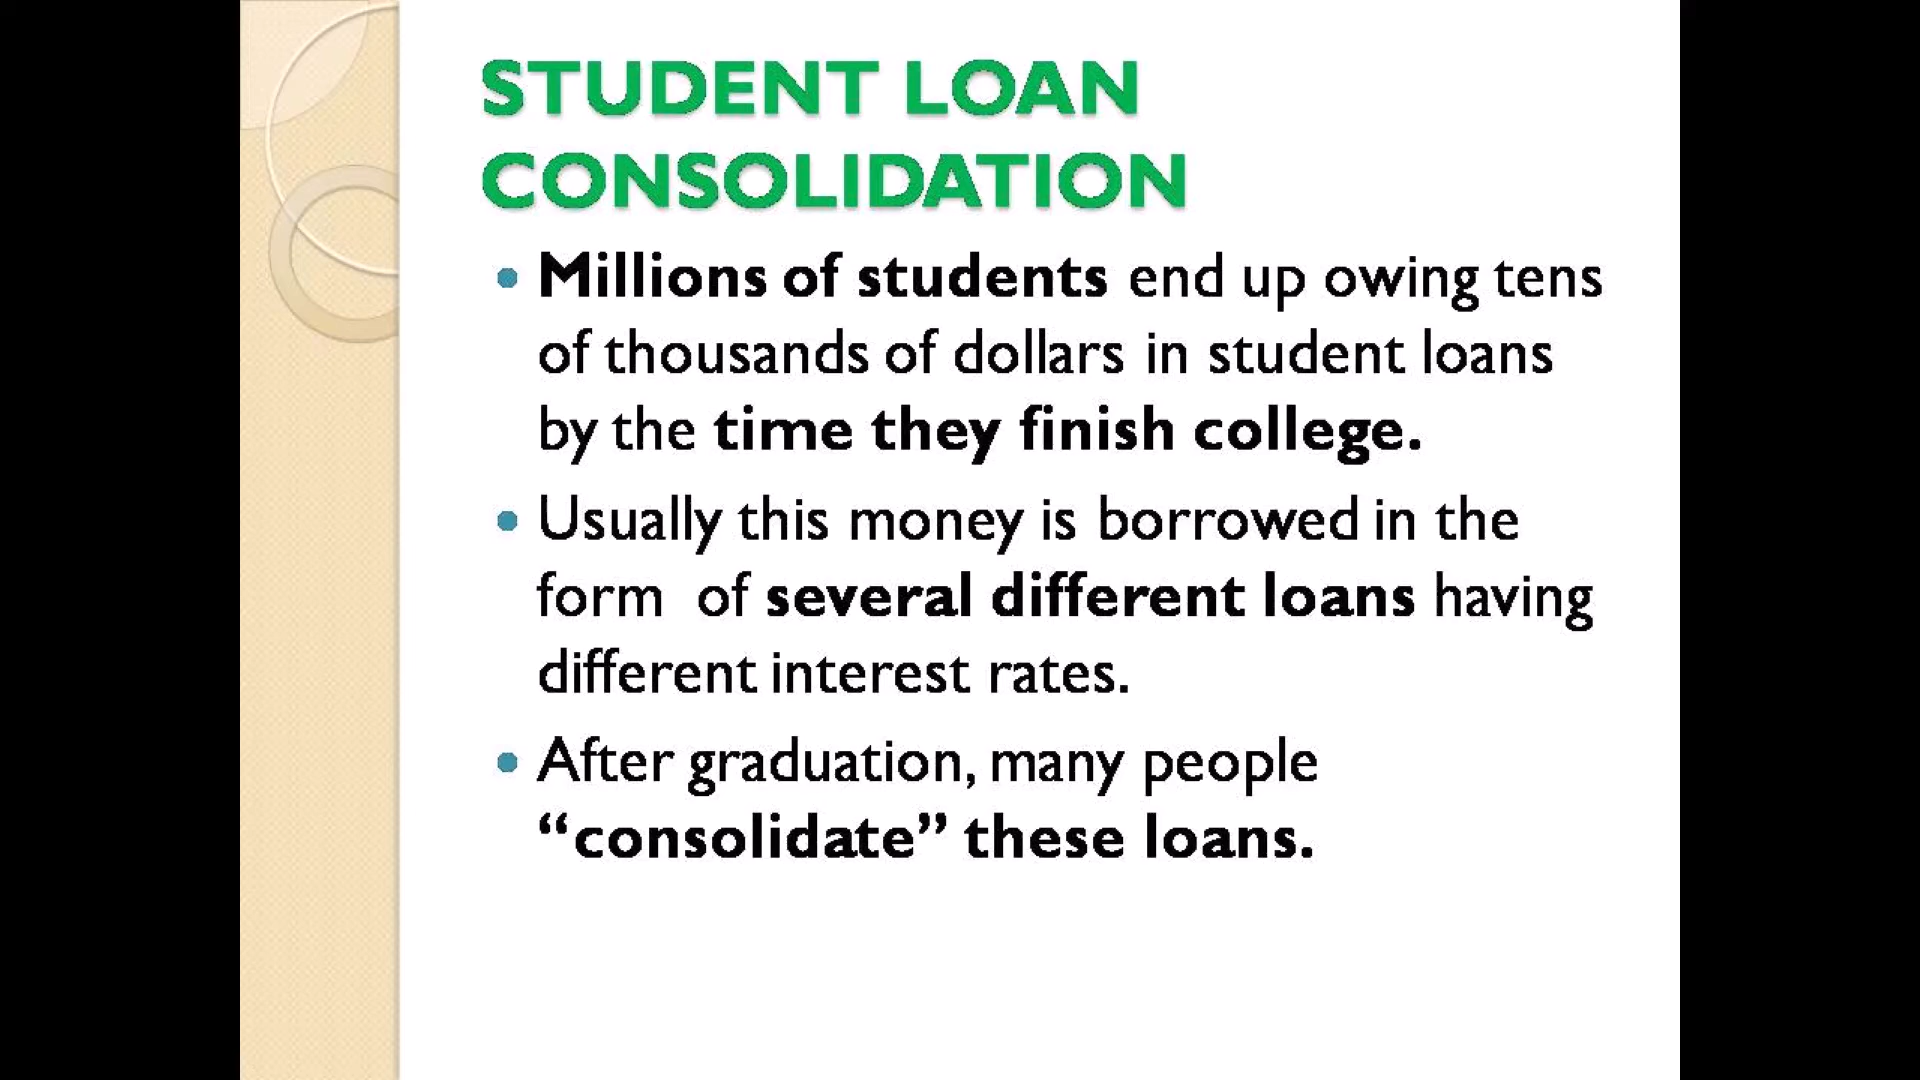 STUDENT LOAN
CONSOLIDATION
• Millions of students end up owing tens
of thousands of dollars in student loans
by the time they finish college.
• Usually this money is borrowed in the
form of several different loans having
different interest rates.
• After graduation, many people
“consolidate” these loans.